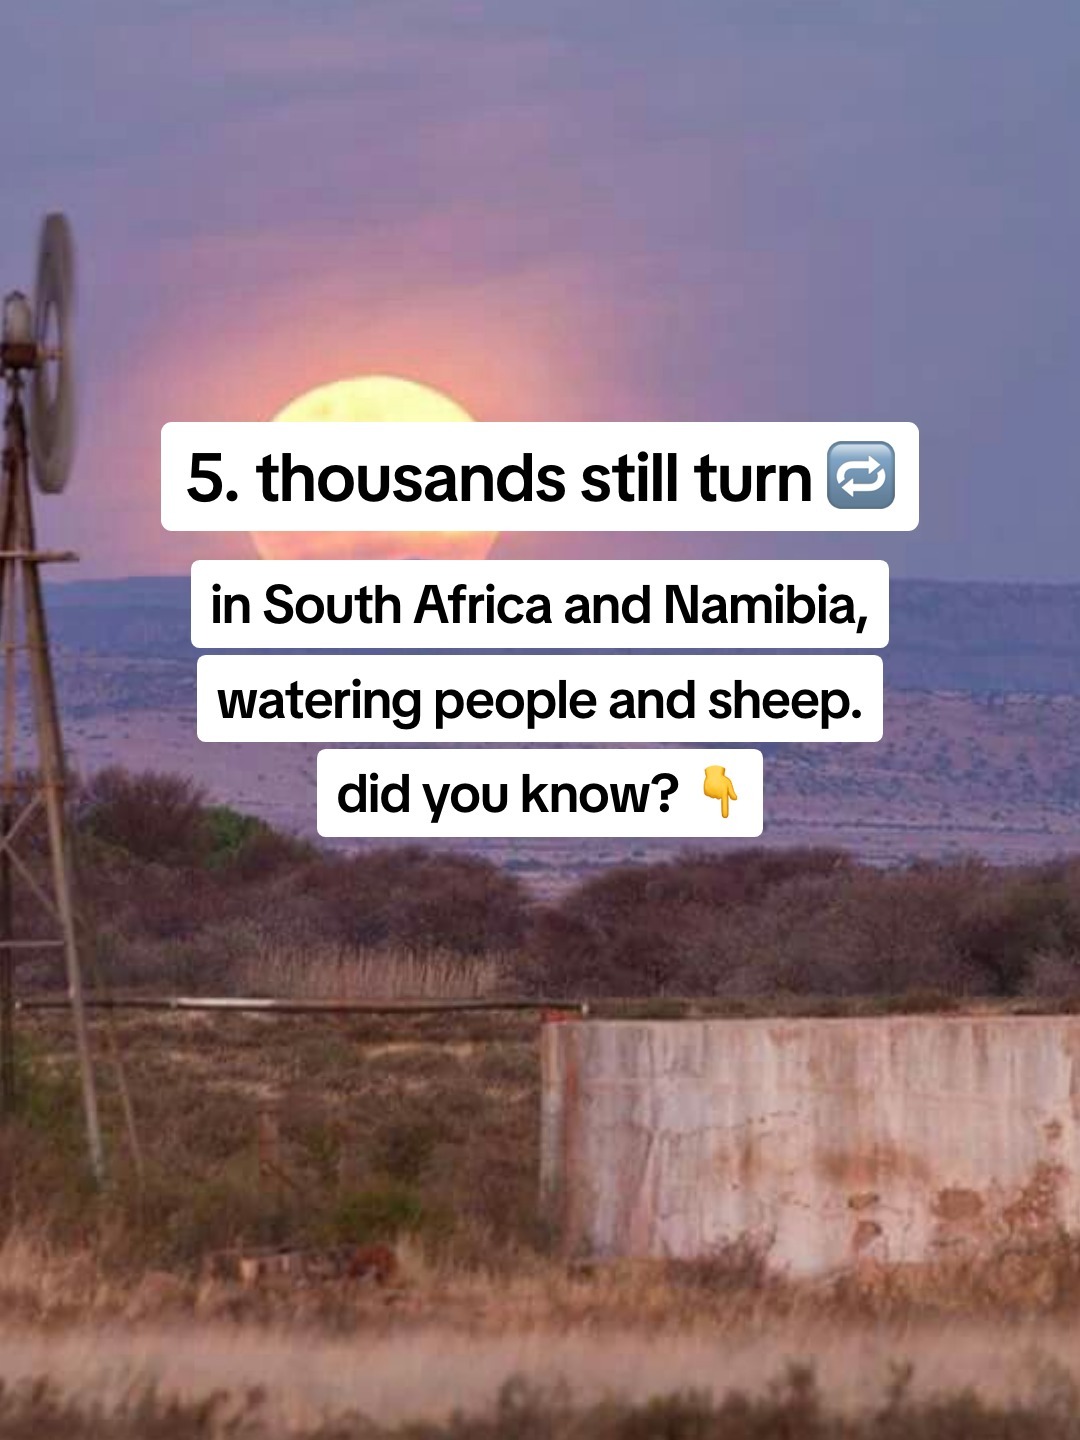 5. thousands still turn 🔁
in South Africa and Namibia,
watering people and sheep.
did you know? 👇